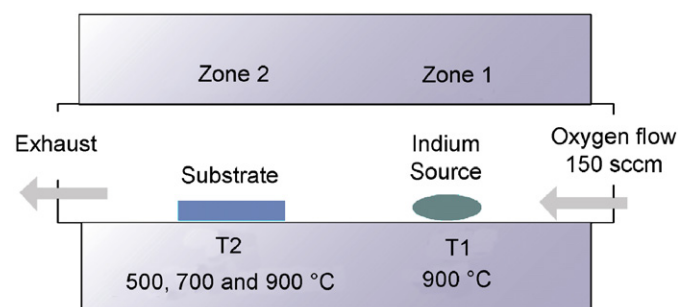 Zone 2
Zone 1
Exhaust
Substrate
Indium
Source
Oxygen flow
150 sccm
T2
500, 700 and 900 °C
T1
900 °C